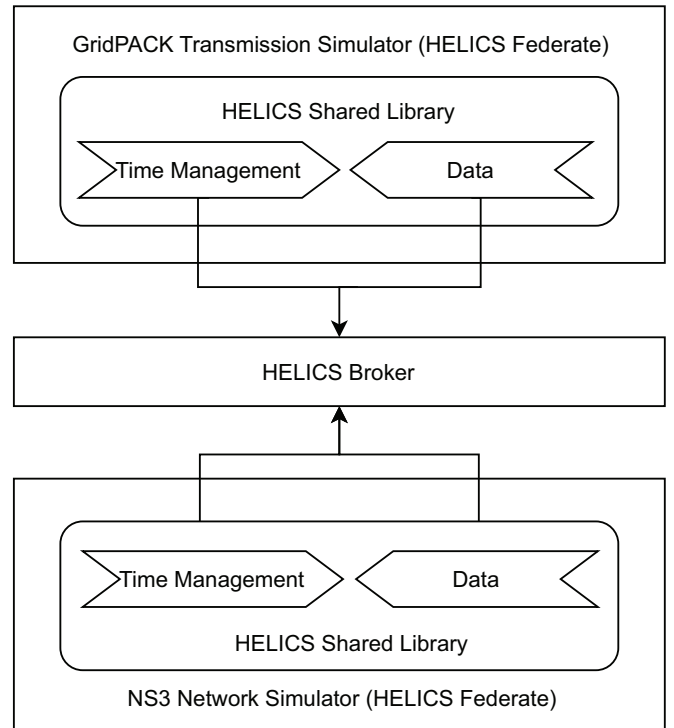 GridPACK Transmission Simulator (HELICS Federate)
HELICS Shared Library
Time Management
Data
HELICS Broker
Time Management
Data
HELICS Shared Library
NS3 Network Simulator (HELICS Federate)